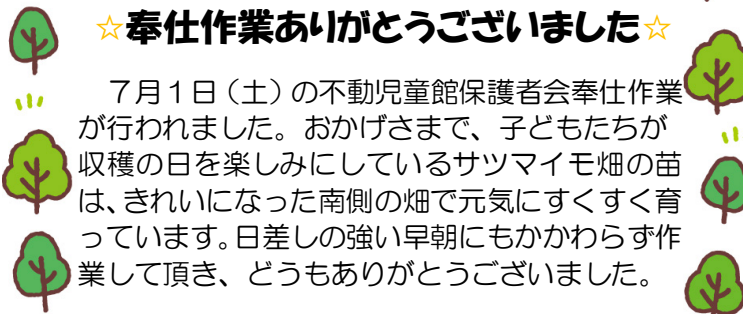 ☆奉仕作業ありがとうございました☆
７月１日（土）の不動児童館保護者会奉仕作業
が行われました。おかげさまで、子どもたちが
収穫の日を楽しみにしているサツマイモ畑の苗
は、きれいになった南側の畑で元気にすくすく育
っています。日差しの強い早朝にもかかわらず作
業して頂き、どうもありがとうございました。